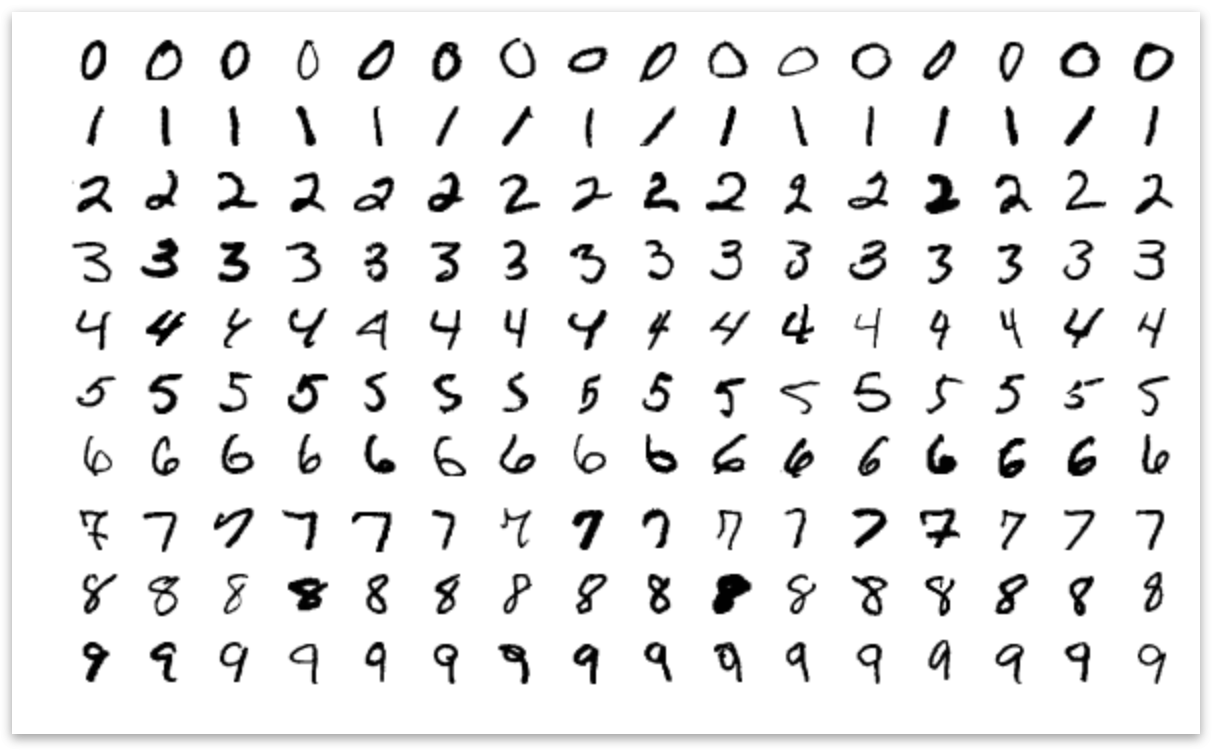 0 0 0 0 0 0 0 0 0 0 0 0 0 0 0 0
1 1 1 1 1 1 1 1 1 1 1 1 1 1 1 1
2 2 2 2 2 2 2 2 2 2 2 2 2 2 2 2
3 3 3 3 3 3 3 3 3 3 3 3 3 3 3 3
4 4 4 4 4 4 4 4 4 4 4 4 4 4 4 4
5 5 5 5 5 5 5 5 5 5 5 5 5 5 5 5
6 6 6 6 6 6 6 6 6 6 6 6 6 6 6 6
7 7 7 7 7 7 7 7 7 7 7 7 7 7 7 7
8 8 8 8 8 8 8 8 8 8 8 8 8 8 8 8
9 9 9 9 9 9 9 9 9 9 9 9 9 9 9 9